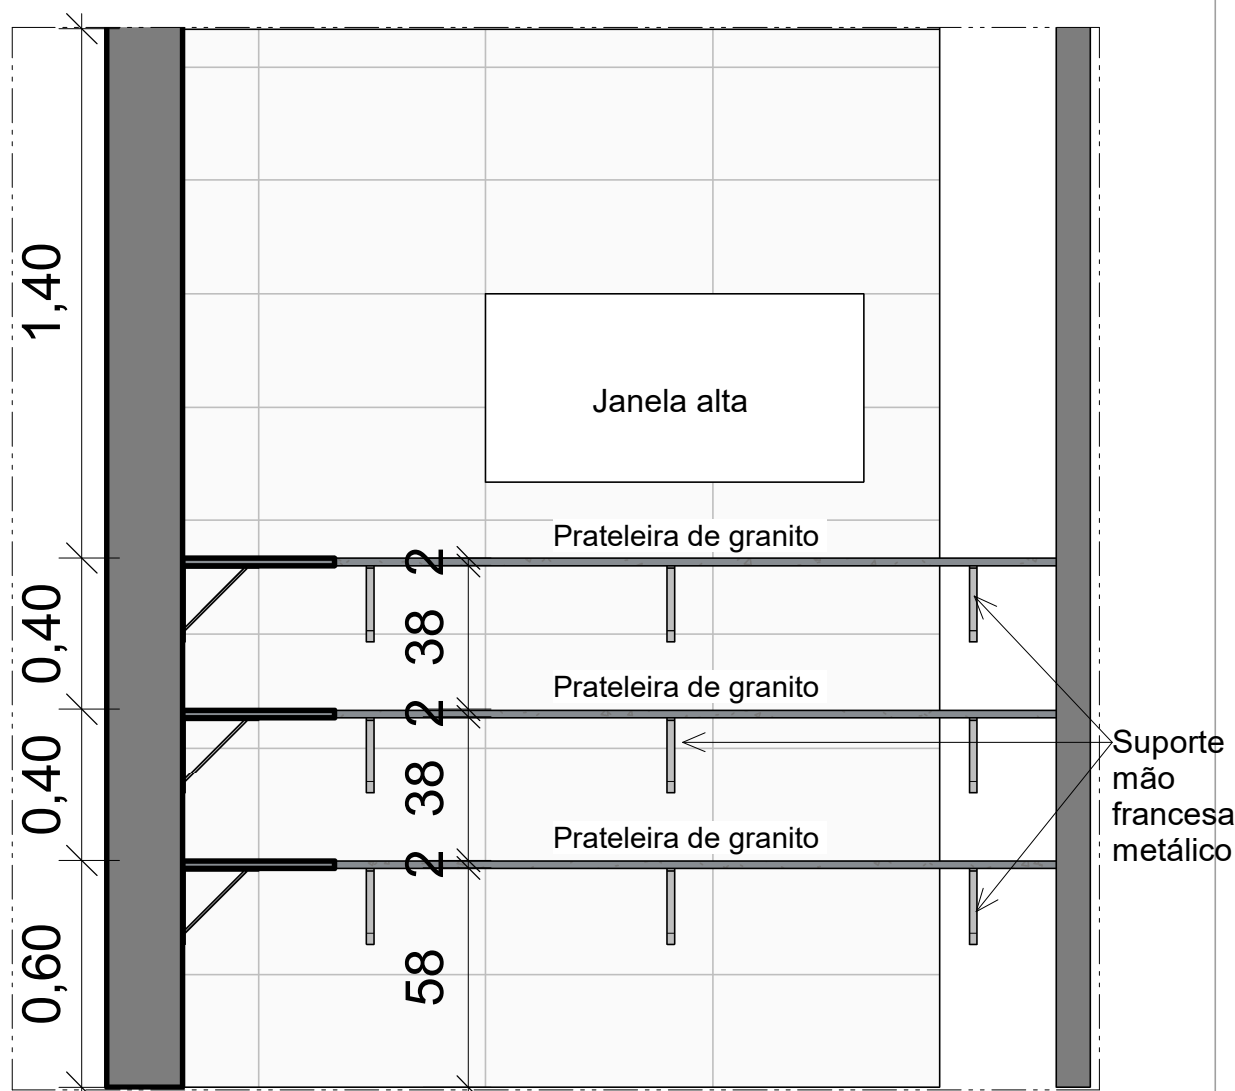 1,40
Janela alta
Prateleira de granito
2
0,40
38
Prateleira de granito
2
Suporte
mão
francesa
metálico
0,40
38
Prateleira de granito
2
0,60
58